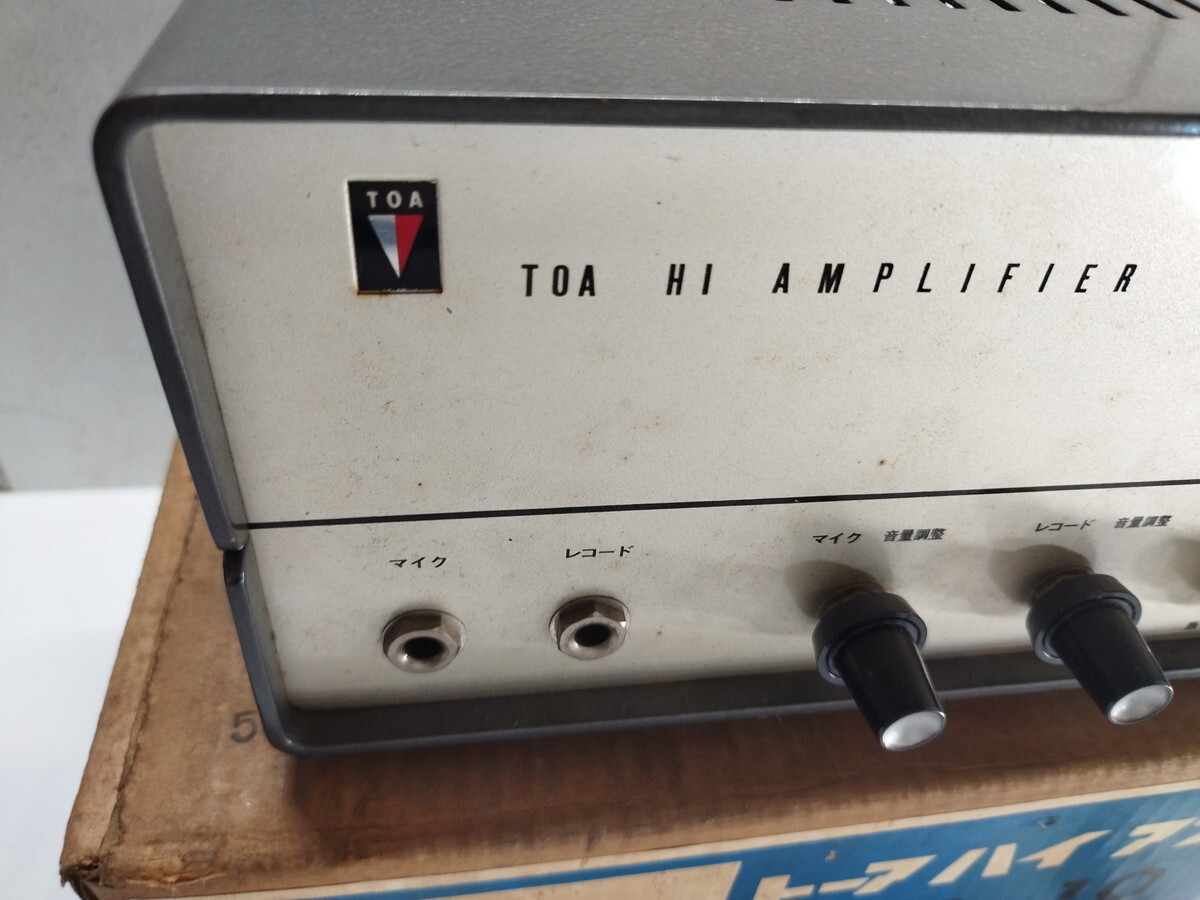 TOA
TOA HI AMPLIFIER
マイク
レコード
マイク 音量調整
レコード 音量調整
5
トーアハイア
10